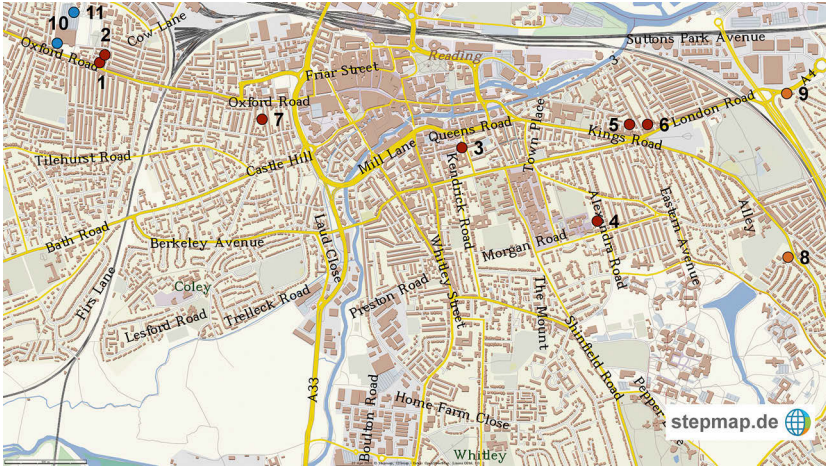 11
10
Cow Lane
2
Oxford Road
1
Suttons Park Avenue
Reading
Friar Street
3
A4
9
Oxford Road
7
London Road
5
6
Queens Road
Kings Road
Town Place
Mill Lane
3
Tilehurst Road
Castle Hill
Kendrick Road
Alexandra Road
4
Eastern Avenue
Alley
Bath Road
Berkeley Avenue
Laud Close
Whitley Street
Morgan Road
8
Firs Lane
Coley
Trelleck Road
Preston Road
The Mount
Lesford Road
Shinfield Road
A33
Boulton Road
Home Farm Close
Pepper
stepmap.de
Whitley